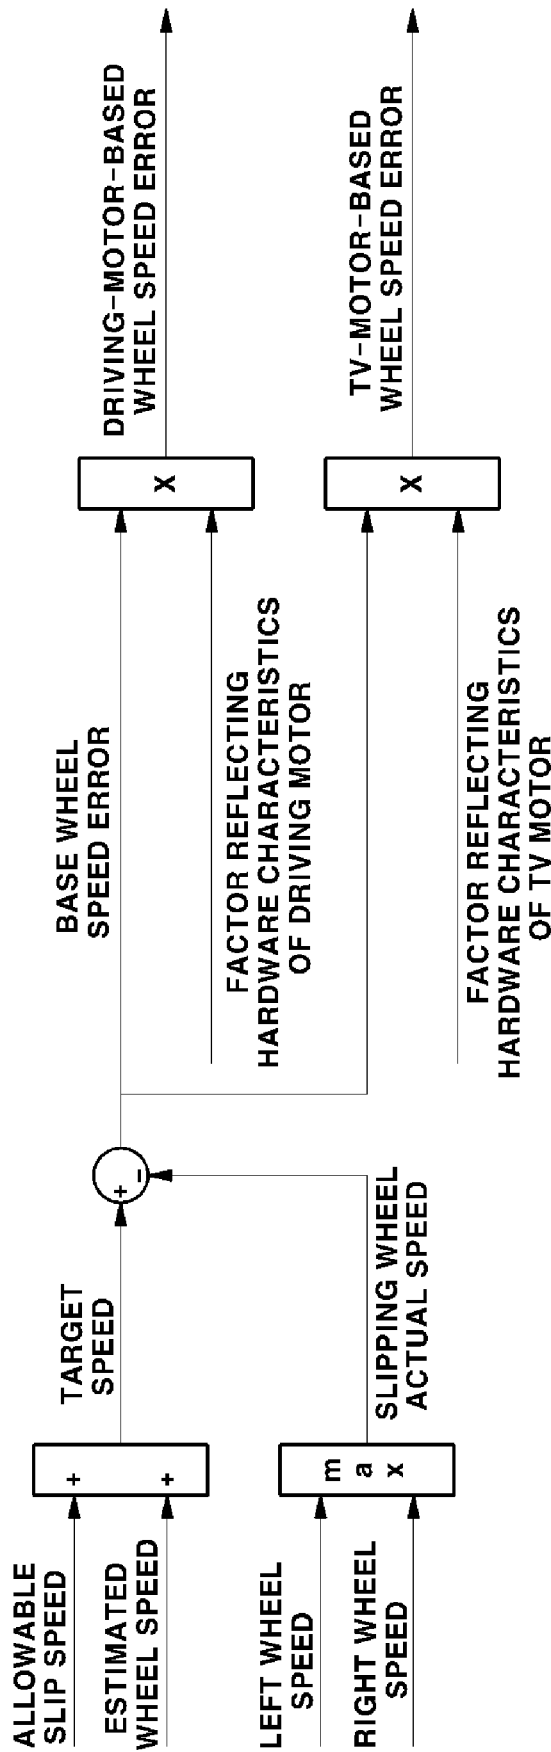 ALLOWABLE
SLIP SPEED
ESTIMATED
WHEEL SPEED
+
+
TARGET
SPEED
LEFT WHEEL
SPEED
RIGHT WHEEL
SPEED
m
a
x
SLIPPING WHEEL
ACTUAL SPEED
+
−
BASE WHEEL
SPEED ERROR
FACTOR REFLECTING
HARDWARE CHARACTERISTICS
OF DRIVING MOTOR
X
DRIVING-MOTOR-BASED
WHEEL SPEED ERROR
FACTOR REFLECTING
HARDWARE CHARACTERISTICS
OF TV MOTOR
X
TV-MOTOR-BASED
WHEEL SPEED ERROR